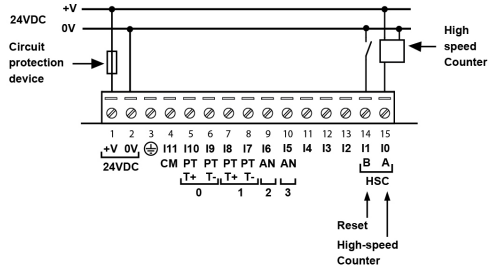 +V
24VDC
0V
Circuit
protection
device
High
speed
Counter
1 2 3 4 5 6 7 8 9 10 11 12 13 14 15
+V 0V I11 I10 I9 I8 I7 I6 I5 I4 I3 I2 I1 I0
24VDC CM PT PT PT PT AN AN B A
T+ T- T+ T- HSC
0 1 2 3
Reset
High-speed
Counter